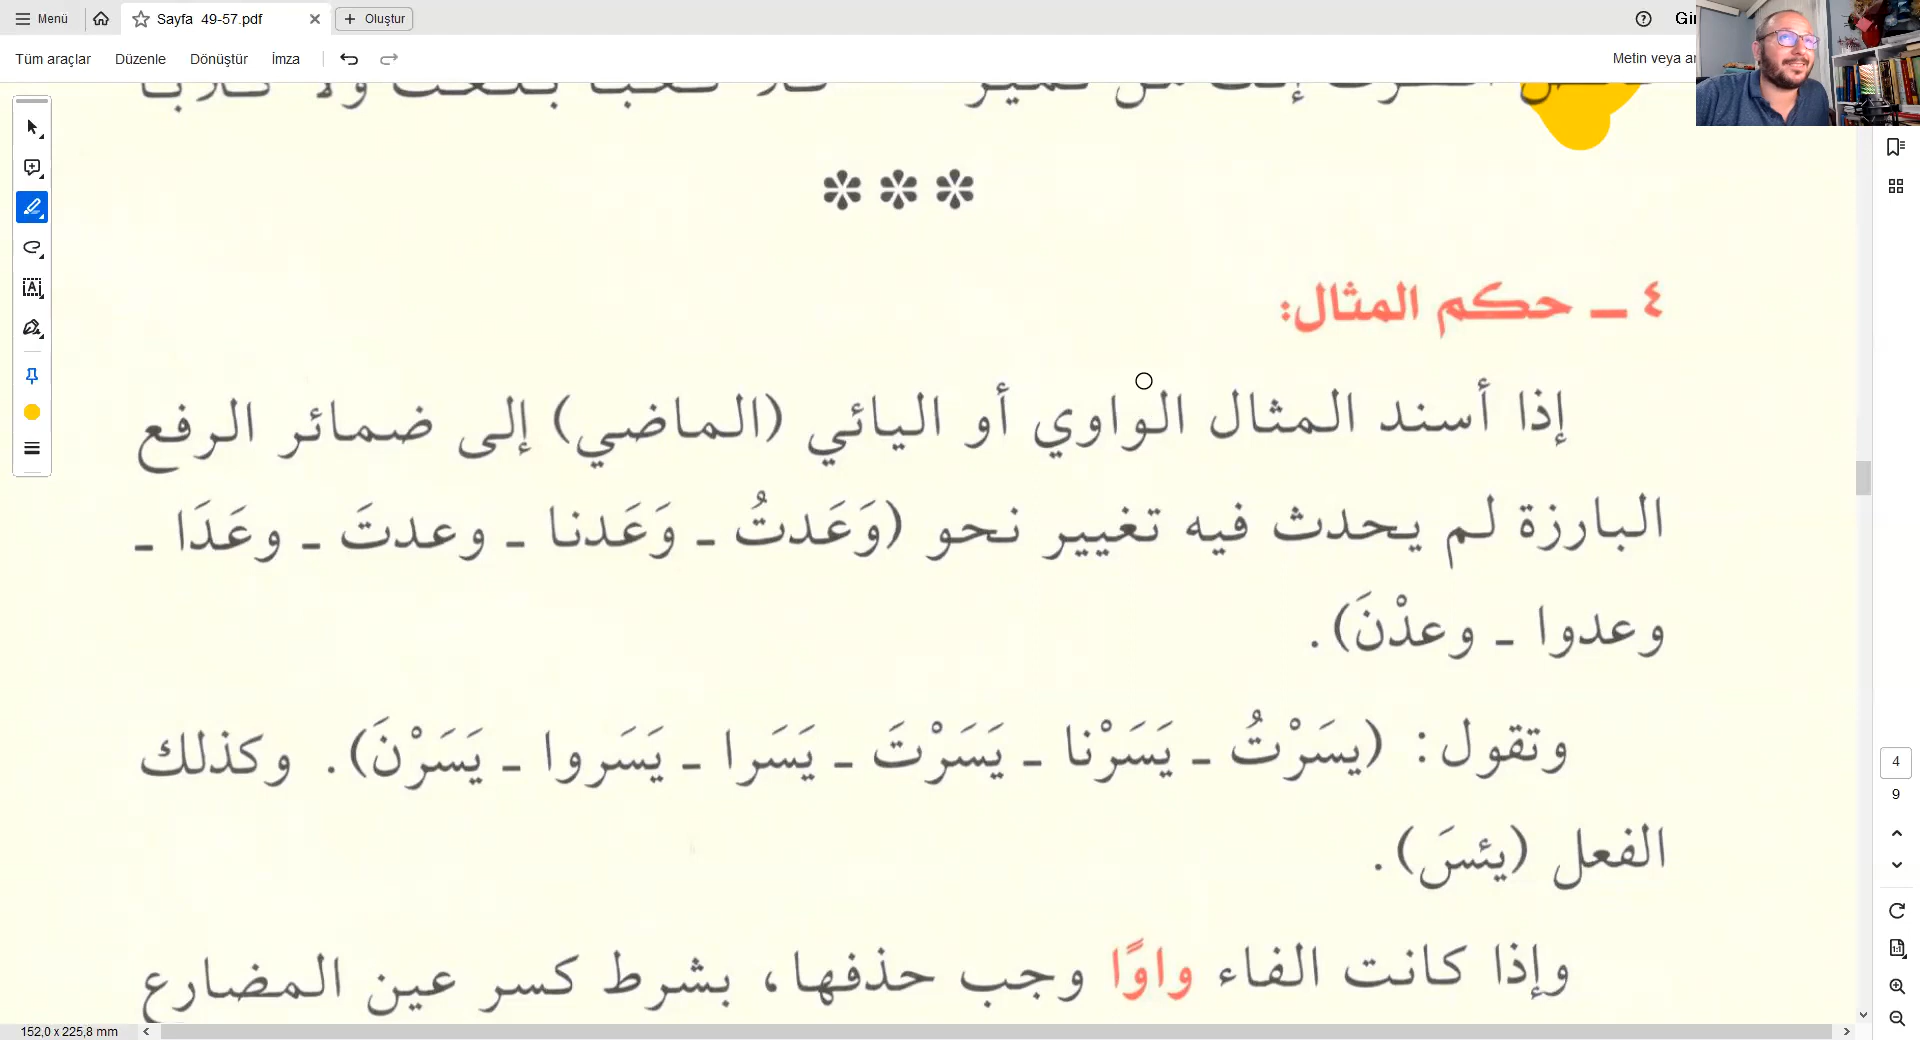 Menü
Sayfa 49-57.pdf
Oluştur
Tüm araçlar
Düzenle
Dönüştür
İmza
Metin veya
٤ ــ حكم المثال:
إذا أسند المثال الواوي أو اليائي (الماضي) إلى ضمائر الرفع
البارزة لم يحدث فيه تغيير نحو (وَعَدتُ ـ وَعَدنا ـ وعدتَ ـ وعَدَا ـ
وعدوا ـ وعدْنَ).
وتقول: (يسَرْتُ ـ يَسَرْنا ـ يَسَرْتَ ـ يَسَرا ـ يَسَروا ـ يَسَرْنَ). وكذلك
الفعل (يئسَ).
وإذا كانت الفاء واوًا وجب حذفها، بشرط كسر عين المضارع
4
9
152,0 x 225,8 mm